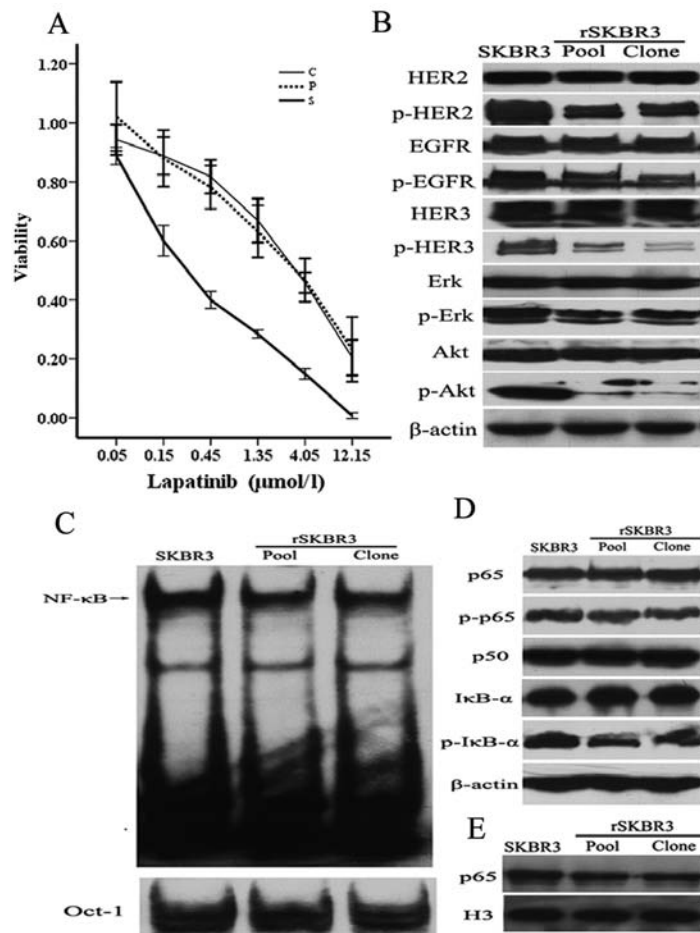 A
1.20
1.00
0.80
0.60
0.40
0.20
0.00
Viability
C
P
S
0.05 0.15 0.45 1.35 4.05 12.15
Lapatinib (µmol/l)
B
rSKBR3
SKBR3 Pool Clone
HER2
p-HER2
EGFR
p-EGFR
HER3
p-HER3
Erk
p-Erk
Akt
p-Akt
β-actin
C
rSKBR3
SKBR3 Pool Clone
NF-κB→
Oct-1
D
rSKBR3
SKBR3 Pool Clone
p65
p-p65
p50
IκB-α
p-IκB-α
β-actin
E
rSKBR3
SKBR3 Pool Clone
p65
H3